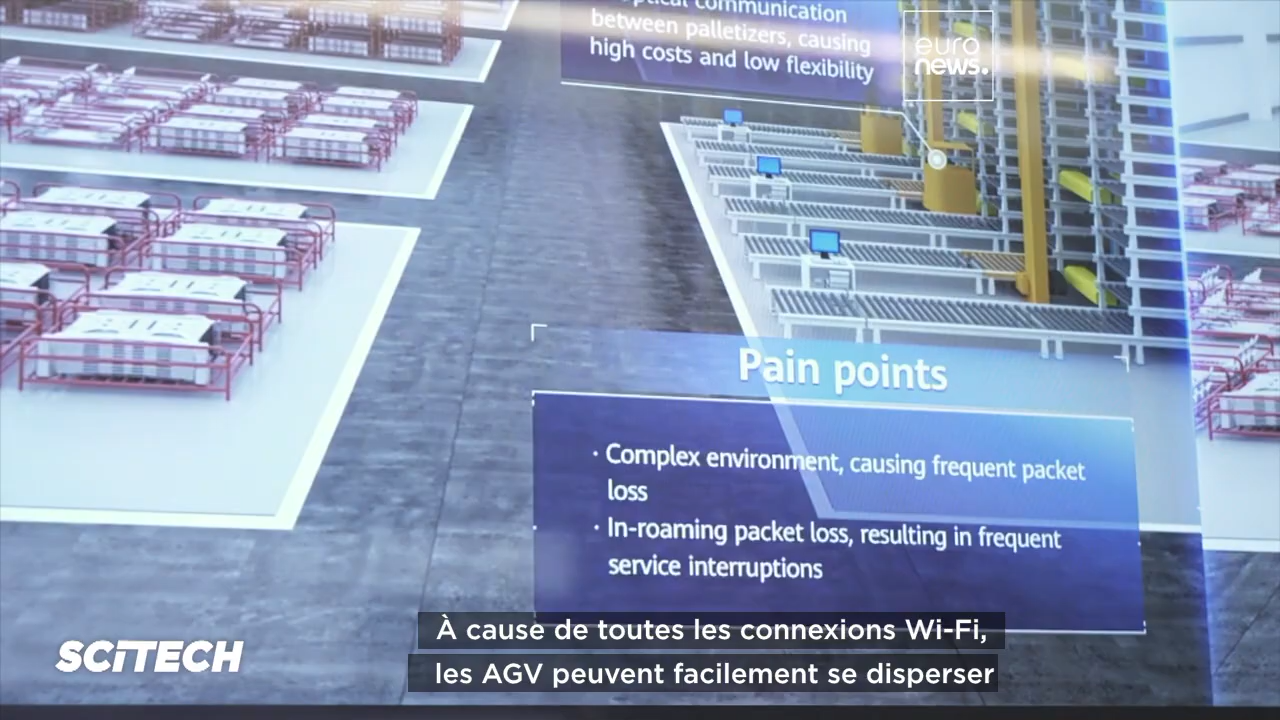 optical communication
between palletizers, causing
high costs and low flexibility
euro
news.
Pain points
· Complex environment, causing frequent packet
loss
· In-roaming packet loss, resulting in frequent
service interruptions
À cause de toutes les connexions Wi-Fi,
les AGV peuvent facilement se disperser
SCiTECH